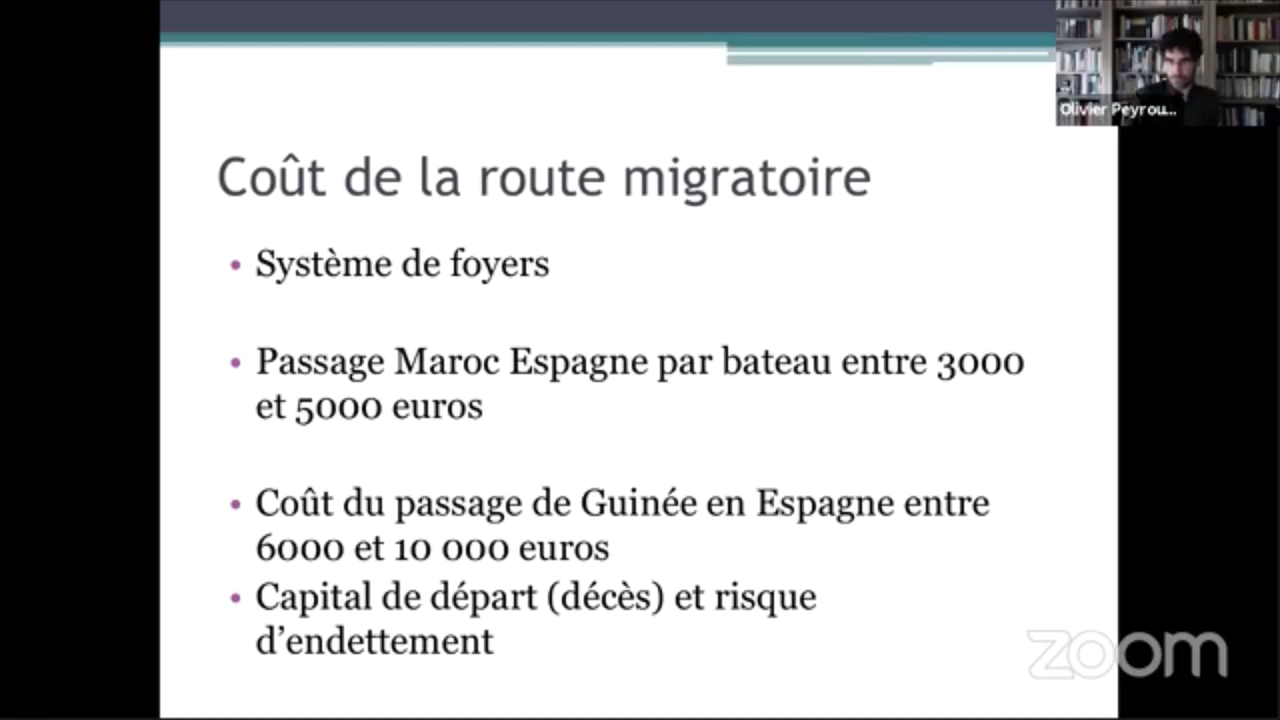 Olivier Peyrou...
Coût de la route migratoire
• Système de foyers
• Passage Maroc Espagne par bateau entre 3000
et 5000 euros
• Coût du passage de Guinée en Espagne entre
6000 et 10 000 euros
• Capital de départ (décès) et risque
d’endettement
zoom